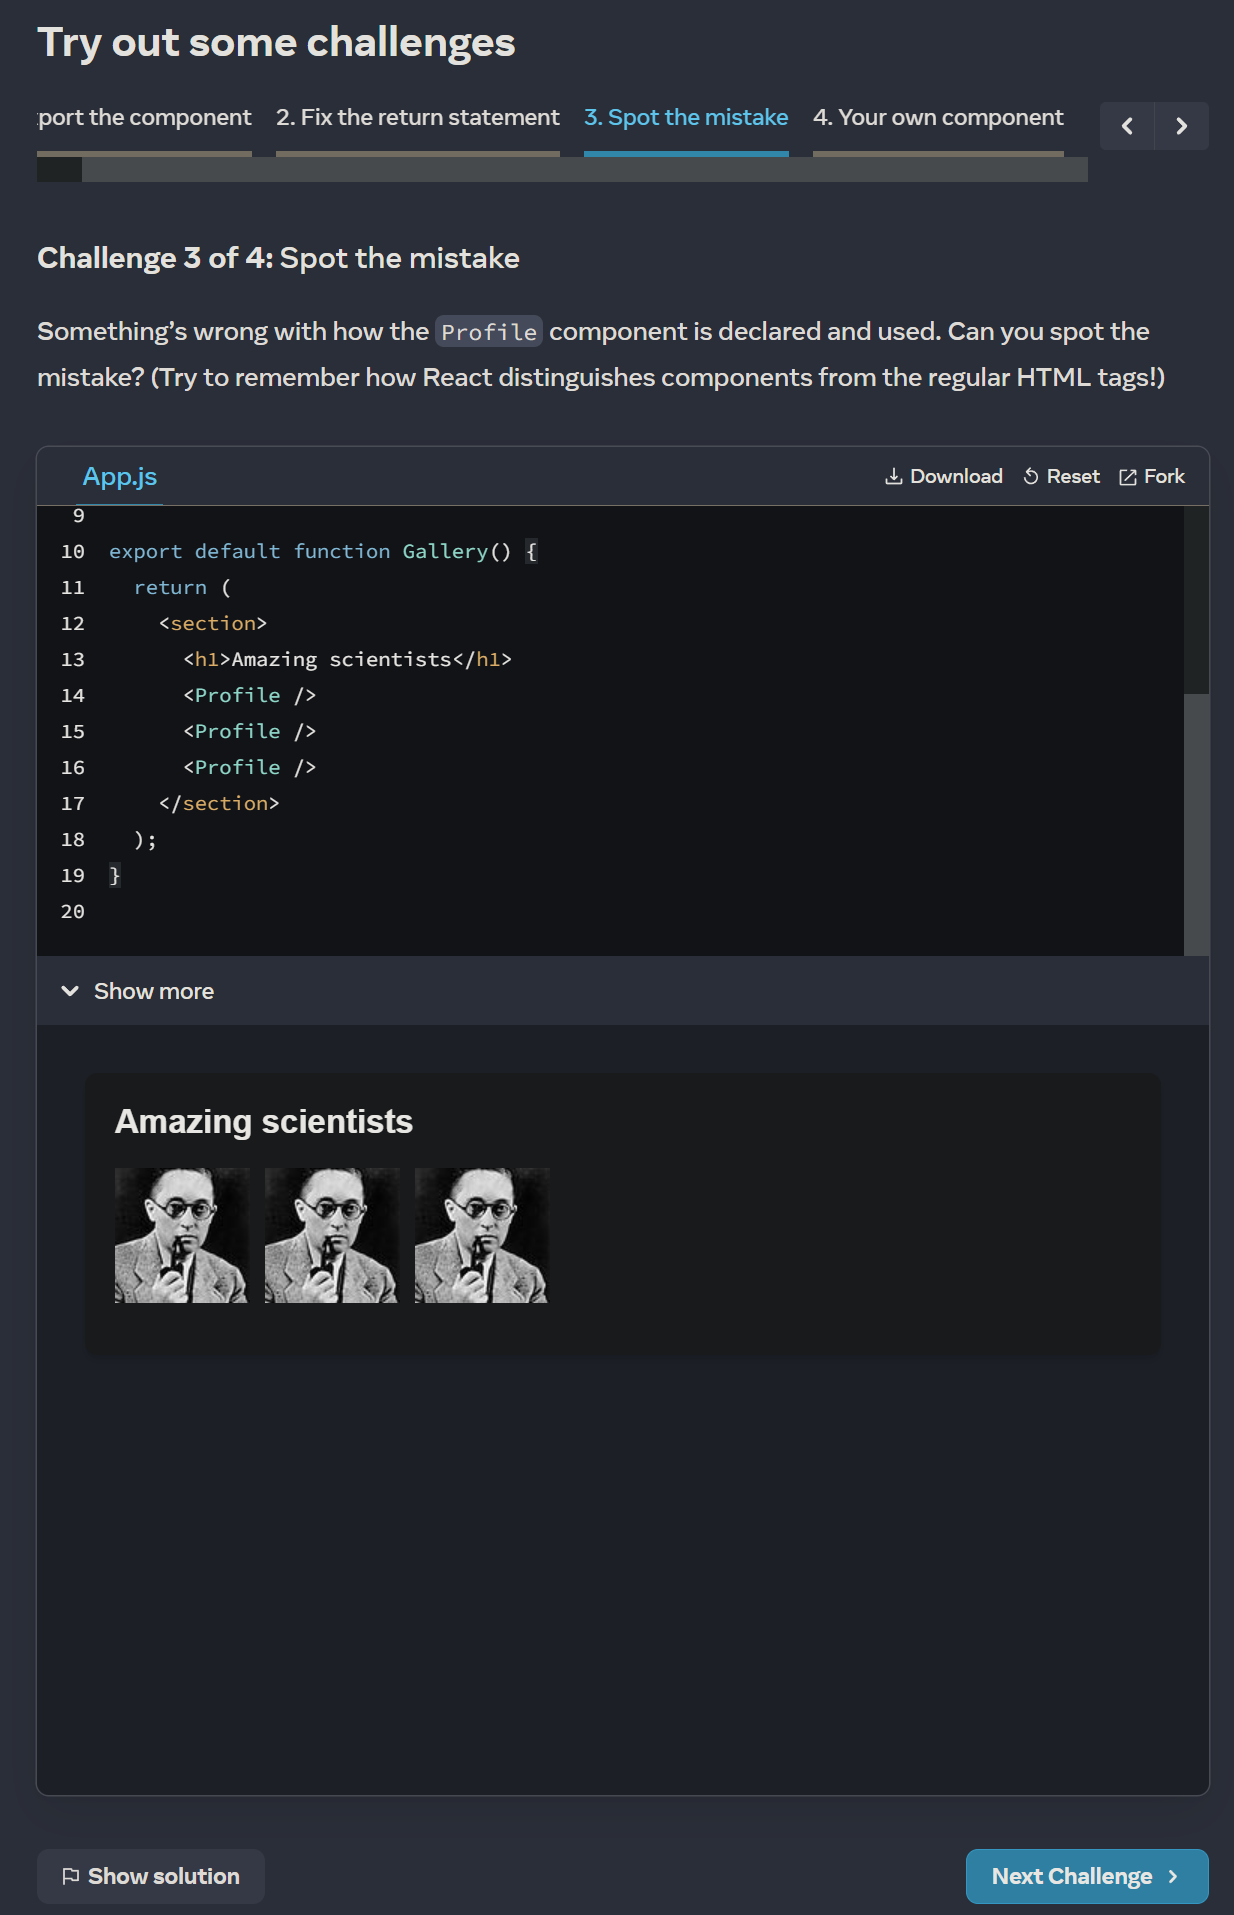 Try out some challenges
port the component 2. Fix the return statement 3. Spot the mistake 4. Your own component
Challenge 3 of 4: Spot the mistake
Something’s wrong with how the Profile component is declared and used. Can you spot the
mistake? (Try to remember how React distinguishes components from the regular HTML tags!)
App.js Download Reset Fork
9
10 export default function Gallery() {
11   return (
12     <section>
13       <h1>Amazing scientists</h1>
14       <Profile />
15       <Profile />
16       <Profile />
17     </section>
18   );
19 }
20
Show more
Amazing scientists
Show solution Next Challenge